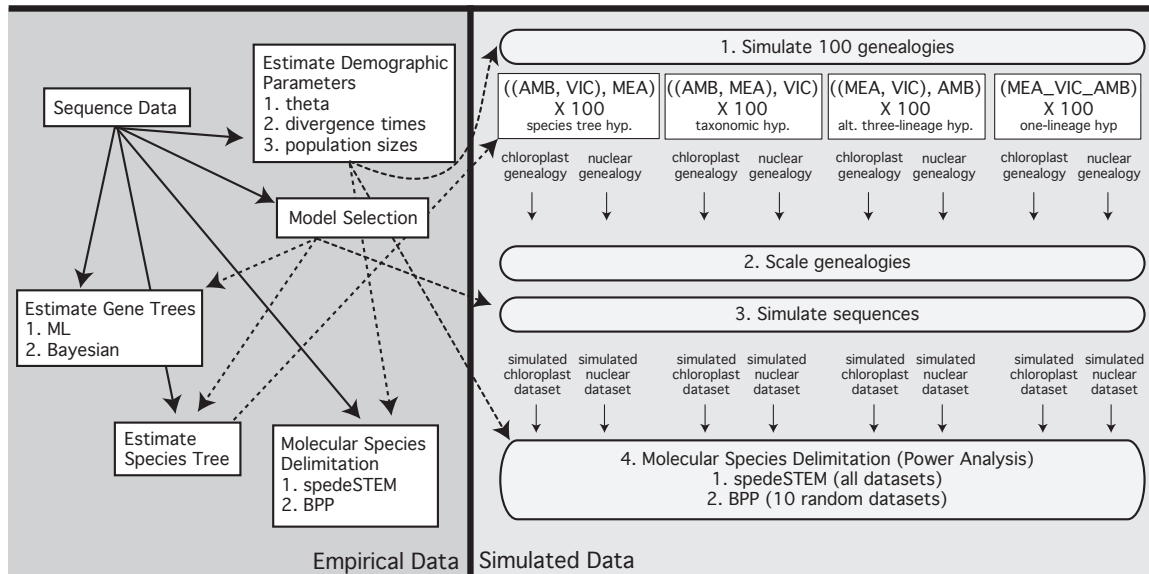 Sequence Data
Estimate Demographic
Parameters
1. theta
2. divergence times
3. population sizes
Model Selection
Estimate Gene Trees
1. ML
2. Bayesian
Estimate
Species Tree
Molecular Species
Delimitation
1. spedeSTEM
2. BPP
Empirical Data
1. Simulate 100 genealogies
((AMB, VIC), MEA)
X 100
species tree hyp.
((AMB, MEA), VIC)
X 100
taxonomic hyp.
((MEA, VIC), AMB)
X 100
alt. three-lineage hyp.
(MEA_VIC_AMB)
X 100
one-lineage hyp
chloroplast
genealogy
nuclear
genealogy
chloroplast
genealogy
nuclear
genealogy
chloroplast
genealogy
nuclear
genealogy
chloroplast
genealogy
nuclear
genealogy
2. Scale genealogies
3. Simulate sequences
simulated
chloroplast
dataset
simulated
nuclear
dataset
simulated
chloroplast
dataset
simulated
nuclear
dataset
simulated
chloroplast
dataset
simulated
nuclear
dataset
simulated
chloroplast
dataset
simulated
nuclear
dataset
4. Molecular Species Delimitation (Power Analysis)
1. spedeSTEM (all datasets)
2. BPP (10 random datasets)
Simulated Data